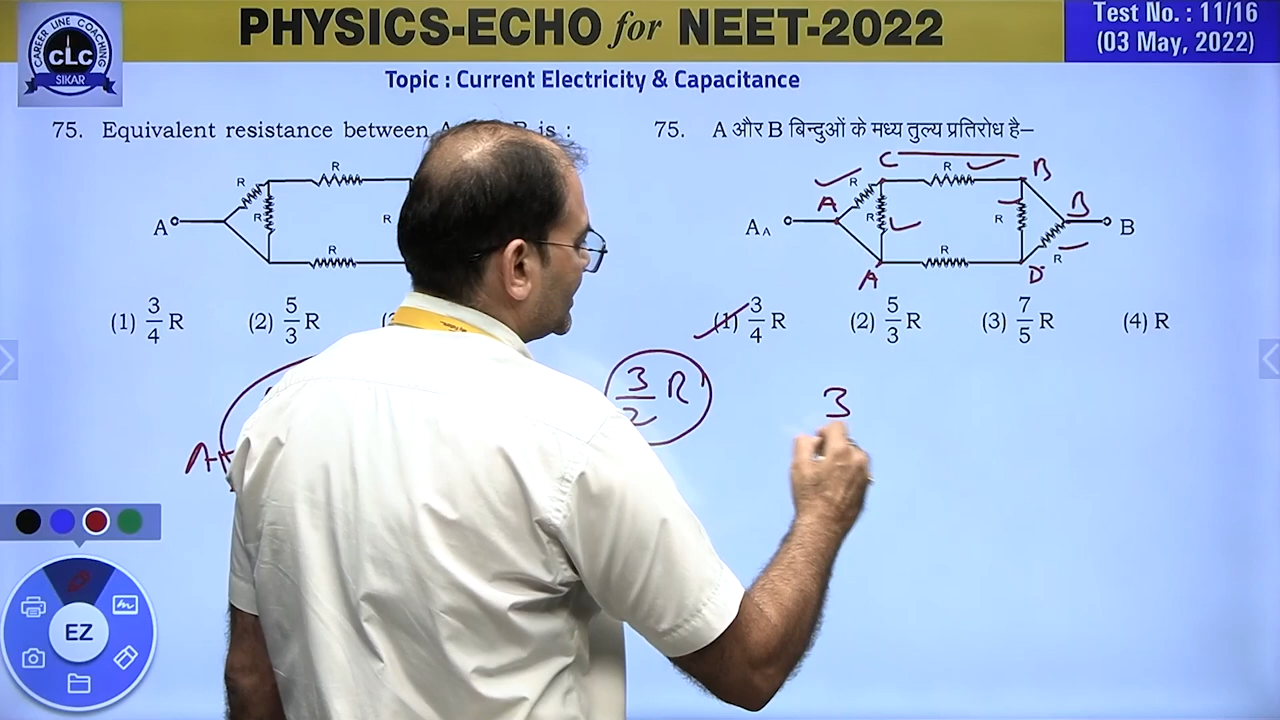 PHYSICS-ECHO for NEET-2022
Test No. : 11/16
(03 May, 2022)
CAREER LINE COACHING
CLC
SIKAR
Topic : Current Electricity & Capacitance
75. Equivalent resistance between A is :
R
R
R
R
R
A
(1) 3/4 R (2) 5/3 R
75. A और B बिन्दुओं के मध्य तुल्य प्रतिरोध है–
C
R
B
R
A
R
R
B
A
B
R
R
A
D
(1) 3/4 R (2) 5/3 R (3) 7/5 R (4) R
3/2 R
3
A
EZ